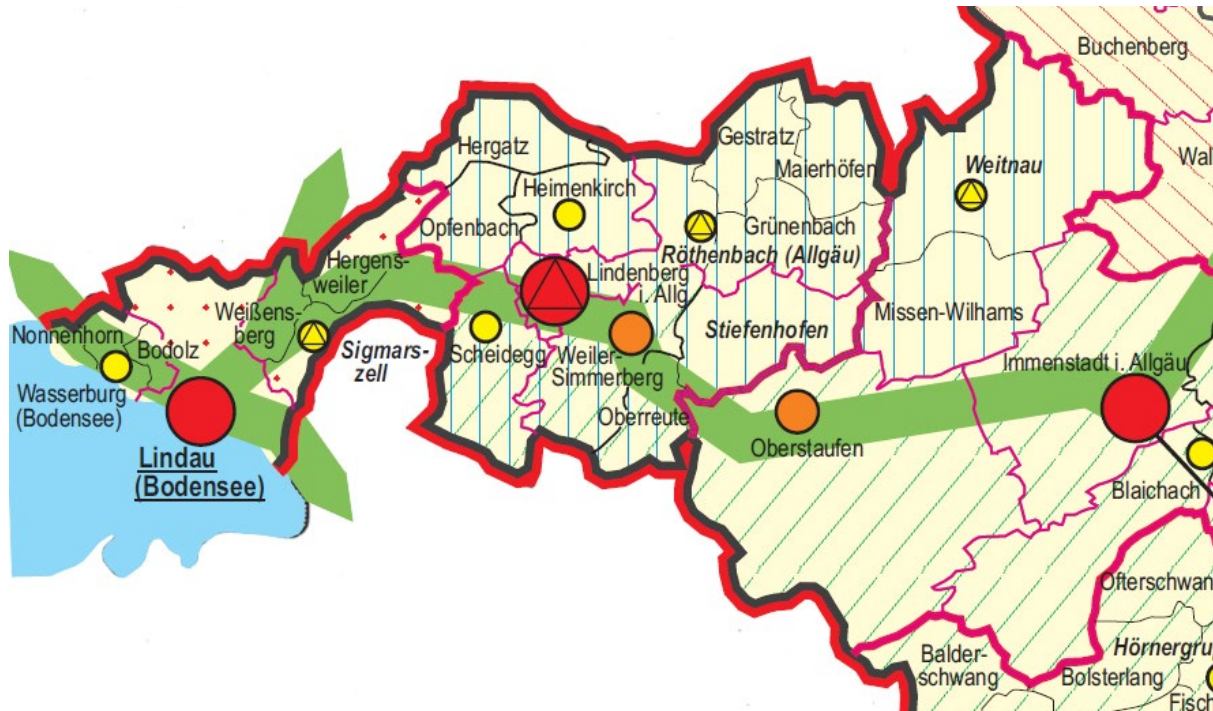 Buchenberg
Wal
Gestratz
Hergatz
Maierhöfen
Weitnau
Heimenkirch
Opfenbach
Grünenbach
Röthenbach (Allgäu)
Hergens-
weiler
Lindenberg
i. Allg
Weißens-
berg
Missen-Wilhams
Stiefenhofen
Nonnenhorn
Bodolz
Sigmars-
zell
Scheidegg
Weiler-
Simmerberg
Immenstadt i. Allgäu
Wasserburg
(Bodensee)
Oberreute
Oberstaufen
Lindau
(Bodensee)
Blaichach
Ofterschwan
Hörnergru
Balder-
schwang
Bolsterlang
Fisch